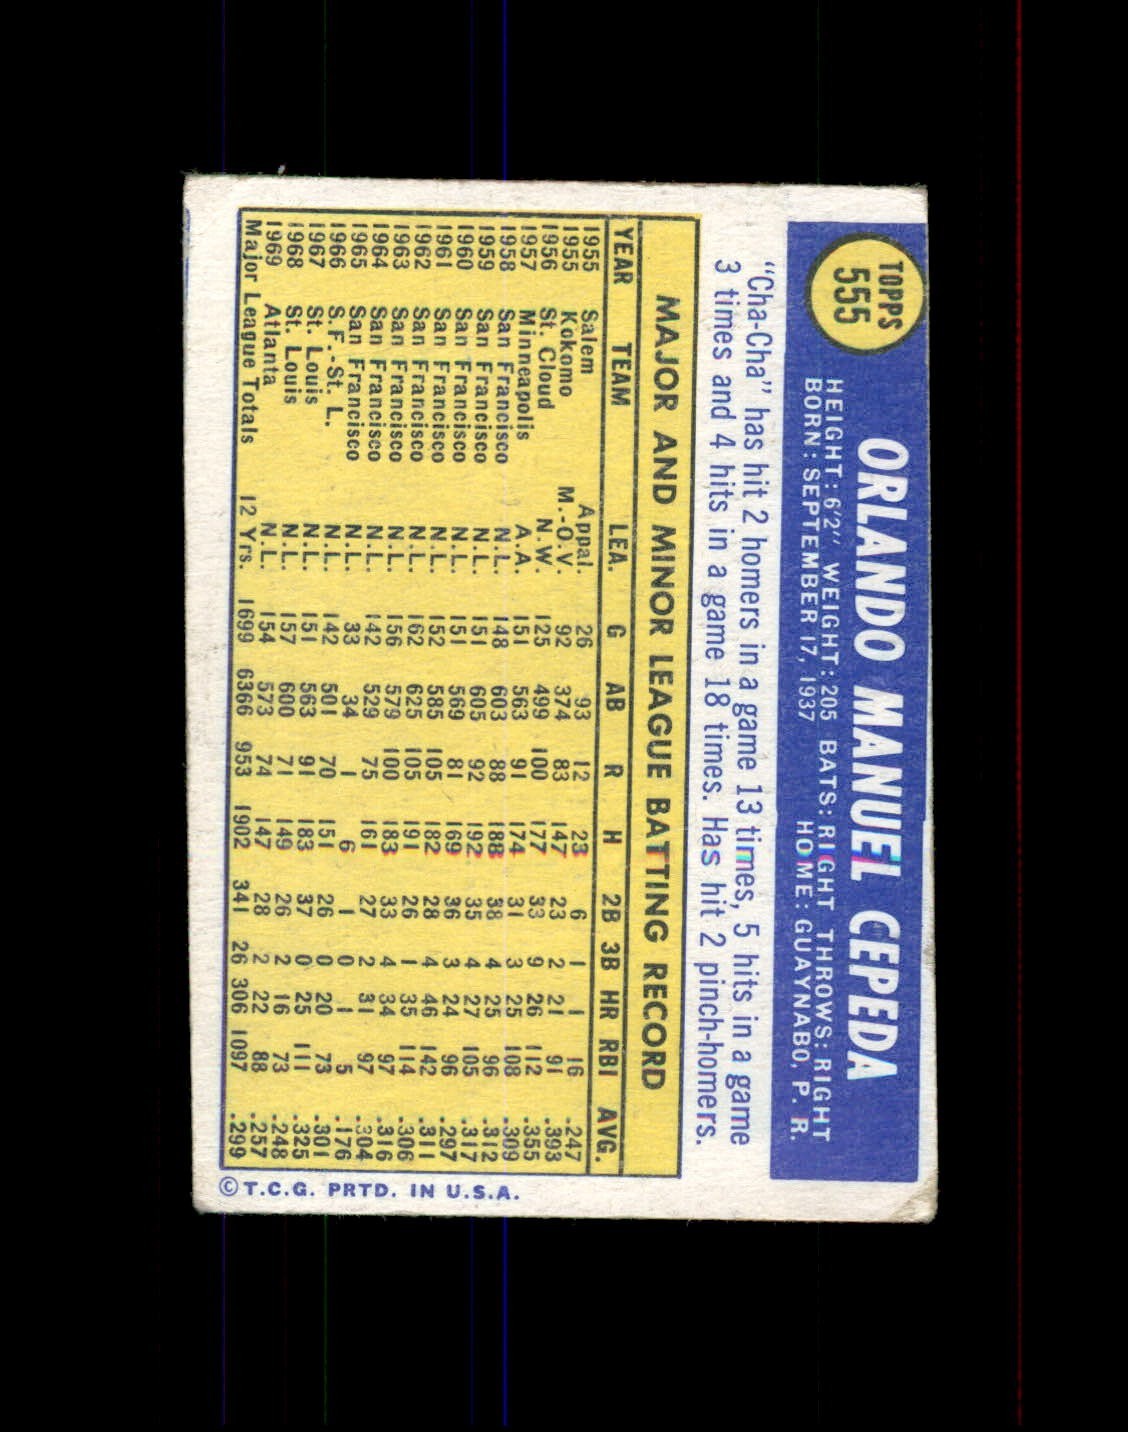 TOPPS
555
ORLANDO MANUEL CEPEDA
HEIGHT: 6'2" WEIGHT: 205 BATS: RIGHT THROWS: RIGHT
BORN: SEPTEMBER 17, 1937 HOME: GUAYNABO, P. R.
"Cha-Cha" has hit 2 homers in a game 13 times, 5 hits in a game
3 times and 4 hits in a game 18 times. Has hit 2 pinch-homers.
MAJOR AND MINOR LEAGUE BATTING RECORD
YEAR TEAM LEA. G AB R H 2B 3B HR RBI AVG.
1955 Salem Appal. 26 93 12 23 6 1 1 16 .247
1955 Kokomo M.-O.V. 92 374 83 147 23 2 21 91 .393
1956 St. Cloud N.W. 125 499 100 177 33 9 26 112 .355
1957 Minneapolis A.A. 151 563 91 174 31 3 25 108 .309
1958 San Francisco N.L. 148 603 88 188 38 4 25 96 .312
1959 San Francisco N.L. 151 605 92 192 35 4 27 105 .317
1960 San Francisco N.L. 151 569 81 169 36 3 24 96 .297
1961 San Francisco N.L. 152 585 105 182 28 4 46 142 .311
1962 San Francisco N.L. 162 625 105 191 26 1 35 114 .306
1963 San Francisco N.L. 156 579 100 183 33 4 34 97 .316
1964 San Francisco N.L. 142 529 75 161 27 2 31 97 .304
1965 San Francisco N.L. 33 34 1 6 1 0 1 5 .176
1966 S.F.-St. L. N.L. 142 501 70 151 26 0 20 73 .301
1967 St. Louis N.L. 151 563 91 183 37 0 25 111 .325
1968 St. Louis N.L. 157 600 71 149 26 2 16 73 .248
1969 Atlanta N.L. 154 573 74 147 28 2 22 88 .257
Major League Totals 12 Yrs. 1699 6366 953 1902 341 26 306 1097 .299
© T.C.G. PRTD. IN U.S.A.